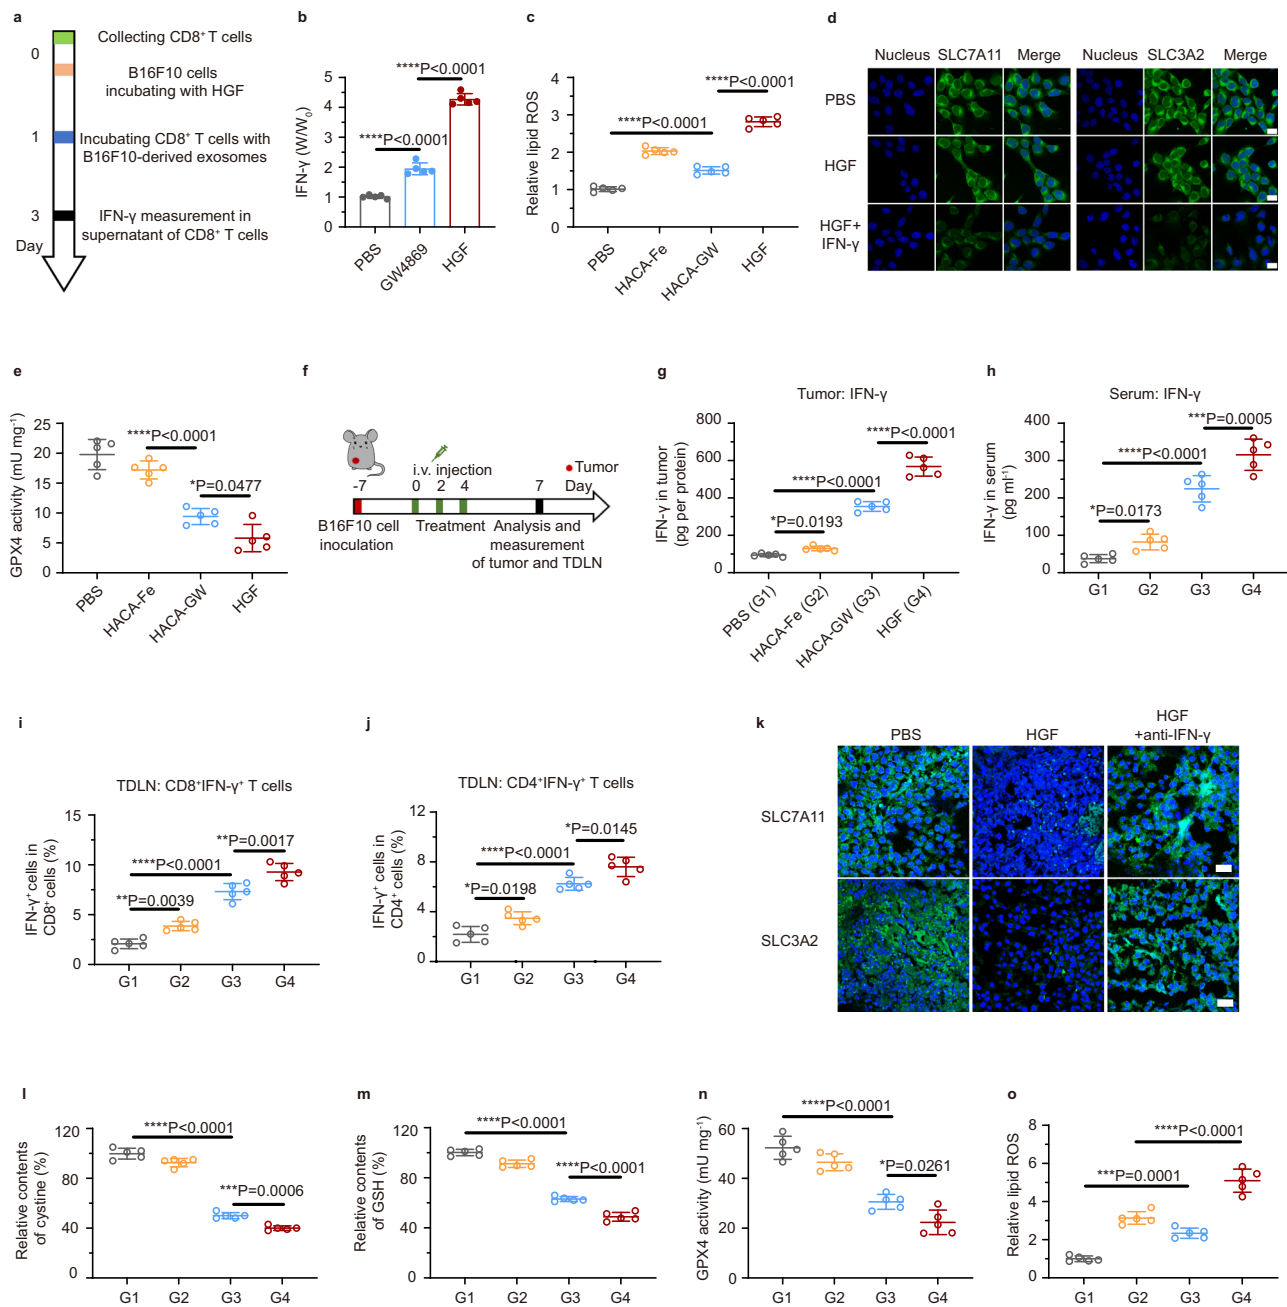 a
0
1
3
Day
Collecting CD8⁺ T cells
B16F10 cells
incubating with HGF
Incubating CD8⁺ T cells with
B16F10-derived exosomes
IFN-γ measurement in
supernatant of CD8⁺ T cells
b
****P<0.0001
****P<0.0001
IFN-γ (W/W₀)
5
4
3
2
1
0
PBS
GW4869
HGF
c
****P<0.0001
****P<0.0001
Relative lipid ROS
4
3
2
1
0
PBS
HACA-Fe
HACA-GW
HGF
d
Nucleus SLC7A11 Merge
Nucleus SLC3A2 Merge
PBS
HGF
HGF+
IFN-γ
e
GPX4 activity (mU mg⁻¹)
25
20
15
10
5
0
****P<0.0001
*P=0.0477
PBS
HACA-Fe
HACA-GW
HGF
f
i.v. injection
Tumor
-7 0 2 4 7 Day
B16F10 cell
inoculation
Treatment
Analysis and
measurement
of tumor and TDLN
g
Tumor: IFN-γ
IFN-γ in tumor
(pg per protein)
800
600
400
200
0
****P<0.0001
****P<0.0001
*P=0.0193
PBS (G1)
HACA-Fe (G2)
HACA-GW (G3)
HGF (G4)
h
Serum: IFN-γ
IFN-γ in serum
(pg ml⁻¹)
400
300
200
100
0
***P=0.0005
****P<0.0001
*P=0.0173
G1 G2 G3 G4
i
TDLN: CD8⁺IFN-γ⁺ T cells
IFN-γ⁺ cells in
CD8⁺ cells (%)
15
10
5
0
**P=0.0017
****P<0.0001
**P=0.0039
G1 G2 G3 G4
j
TDLN: CD4⁺IFN-γ⁺ T cells
IFN-γ⁺ cells in
CD4⁺ cells (%)
12
8
4
0
*P=0.0145
****P<0.0001
*P=0.0198
G1 G2 G3 G4
k
PBS
HGF
HGF
+anti-IFN-γ
SLC7A11
SLC3A2
l
Relative contents
of cystine (%)
120
80
40
0
****P<0.0001
***P=0.0006
G1 G2 G3 G4
m
Relative contents
of GSH (%)
120
80
40
0
****P<0.0001
****P<0.0001
G1 G2 G3 G4
n
GPX4 activity (mU mg⁻¹)
60
40
20
0
****P<0.0001
*P=0.0261
G1 G2 G3 G4
o
Relative lipid ROS
8
6
4
2
0
****P<0.0001
***P=0.0001
G1 G2 G3 G4